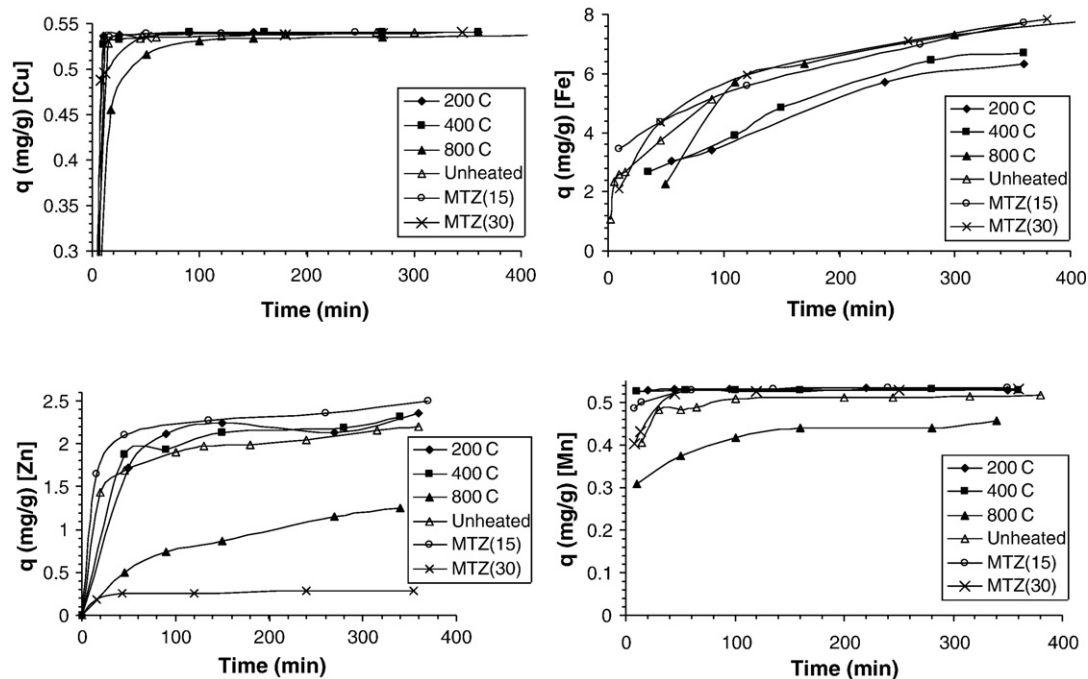 q (mg/g) [Cu]
0.55
0.5
0.45
0.4
0.35
0.3
0 100 200 300 400
Time (min)
200 C
400 C
800 C
Unheated
MTZ(15)
MTZ(30)
q (mg/g) [Fe]
8
6
4
2
0
0 100 200 300 400
Time (min)
200 C
400 C
800 C
Unheated
MTZ(15)
MTZ(30)
q (mg/g) [Zn]
2.5
2
1.5
1
0.5
0
0 100 200 300 400
Time (min)
200 C
400 C
800 C
Unheated
MTZ(15)
MTZ(30)
q (mg/g) [Mn]
0.5
0.4
0.3
0.2
0.1
0
0 100 200 300 400
Time (min)
200 C
400 C
800 C
Unheated
MTZ(15)
MTZ(30)